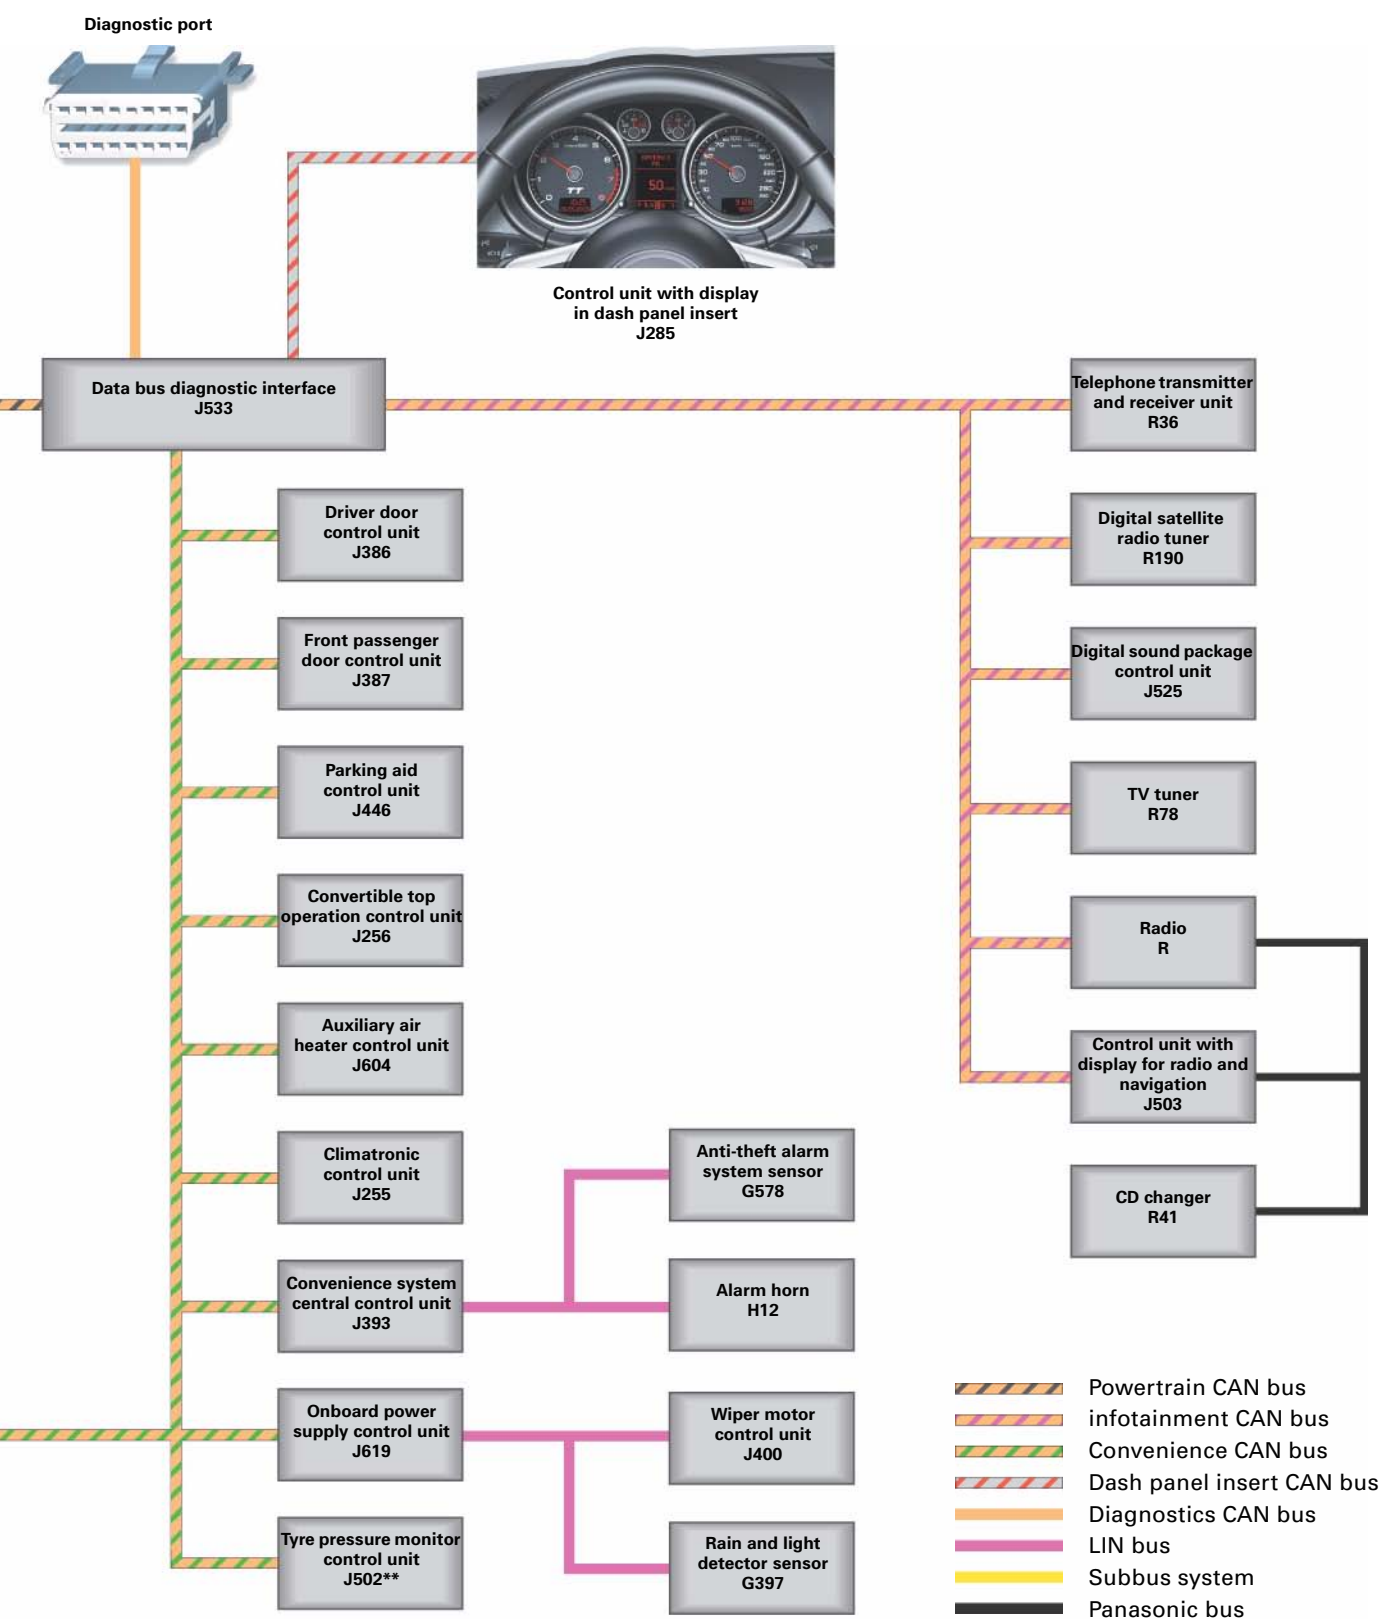 Diagnostic port
Control unit with display
in dash panel insert
J285
Data bus diagnostic interface
J533
Telephone transmitter
and receiver unit
R36
Driver door
control unit
J386
Digital satellite
radio tuner
R190
Front passenger
door control unit
J387
Digital sound package
control unit
J525
Parking aid
control unit
J446
TV tuner
R78
Convertible top
operation control unit
J256
Radio
R
Auxiliary air
heater control unit
J604
Control unit with
display for radio and
navigation
J503
Climatronic
control unit
J255
Anti-theft alarm
system sensor
G578
CD changer
R41
Convenience system
central control unit
J393
Alarm horn
H12
Onboard power
supply control unit
J619
Wiper motor
control unit
J400
Tyre pressure monitor
control unit
J502**
Rain and light
detector sensor
G397
Powertrain CAN bus
infotainment CAN bus
Convenience CAN bus
Dash panel insert CAN bus
Diagnostics CAN bus
LIN bus
Subbus system
Panasonic bus
TT
50